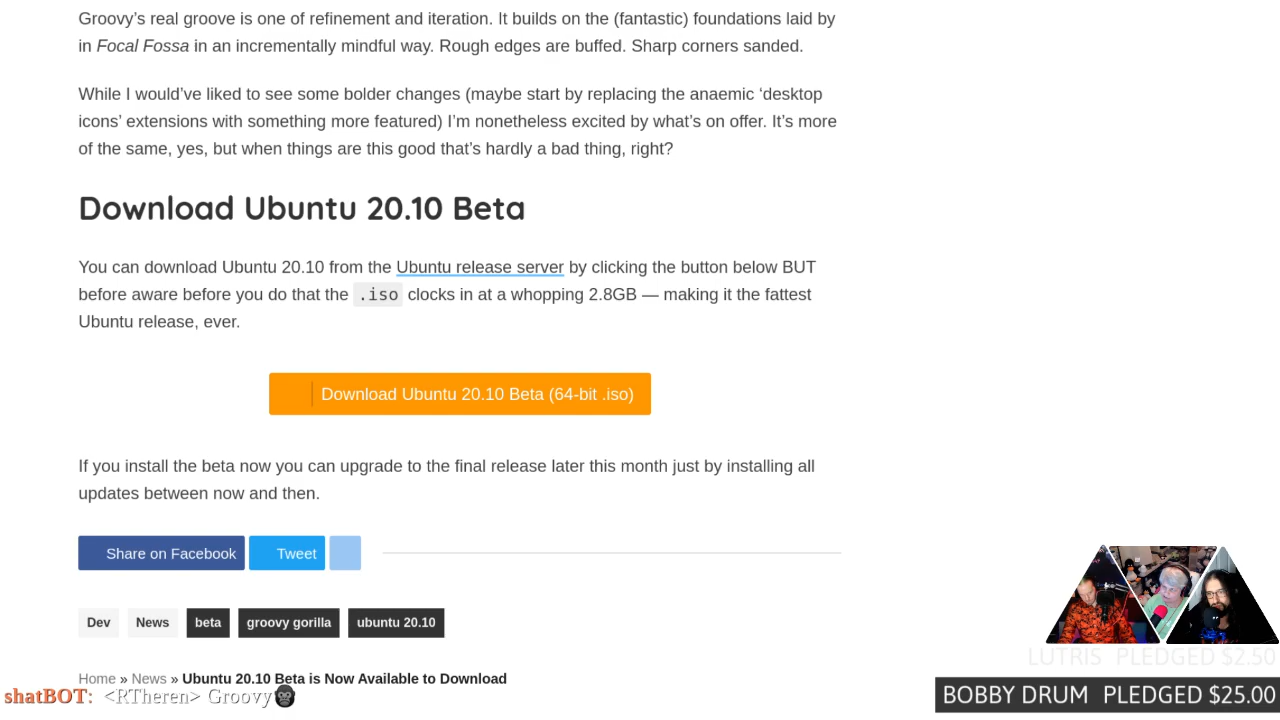 Groovy’s real groove is one of refinement and iteration. It builds on the (fantastic) foundations laid by
in Focal Fossa in an incrementally mindful way. Rough edges are buffed. Sharp corners sanded.
While I would’ve liked to see some bolder changes (maybe start by replacing the anaemic ‘desktop
icons’ extensions with something more featured) I’m nonetheless excited by what’s on offer. It’s more
of the same, yes, but when things are this good that’s hardly a bad thing, right?
Download Ubuntu 20.10 Beta
You can download Ubuntu 20.10 from the Ubuntu release server by clicking the button below BUT
before aware before you do that the .iso clocks in at a whopping 2.8GB — making it the fattest
Ubuntu release, ever.
Download Ubuntu 20.10 Beta (64-bit .iso)
If you install the beta now you can upgrade to the final release later this month just by installing all
updates between now and then.
Share on Facebook Tweet
Dev News beta groovy gorilla ubuntu 20.10
Home » News » Ubuntu 20.10 Beta is Now Available to Download
shatBOT: <RTheren> Groovy🦍
LUTRIS PLEDGED $2.50
BOBBY DRUM PLEDGED $25.00